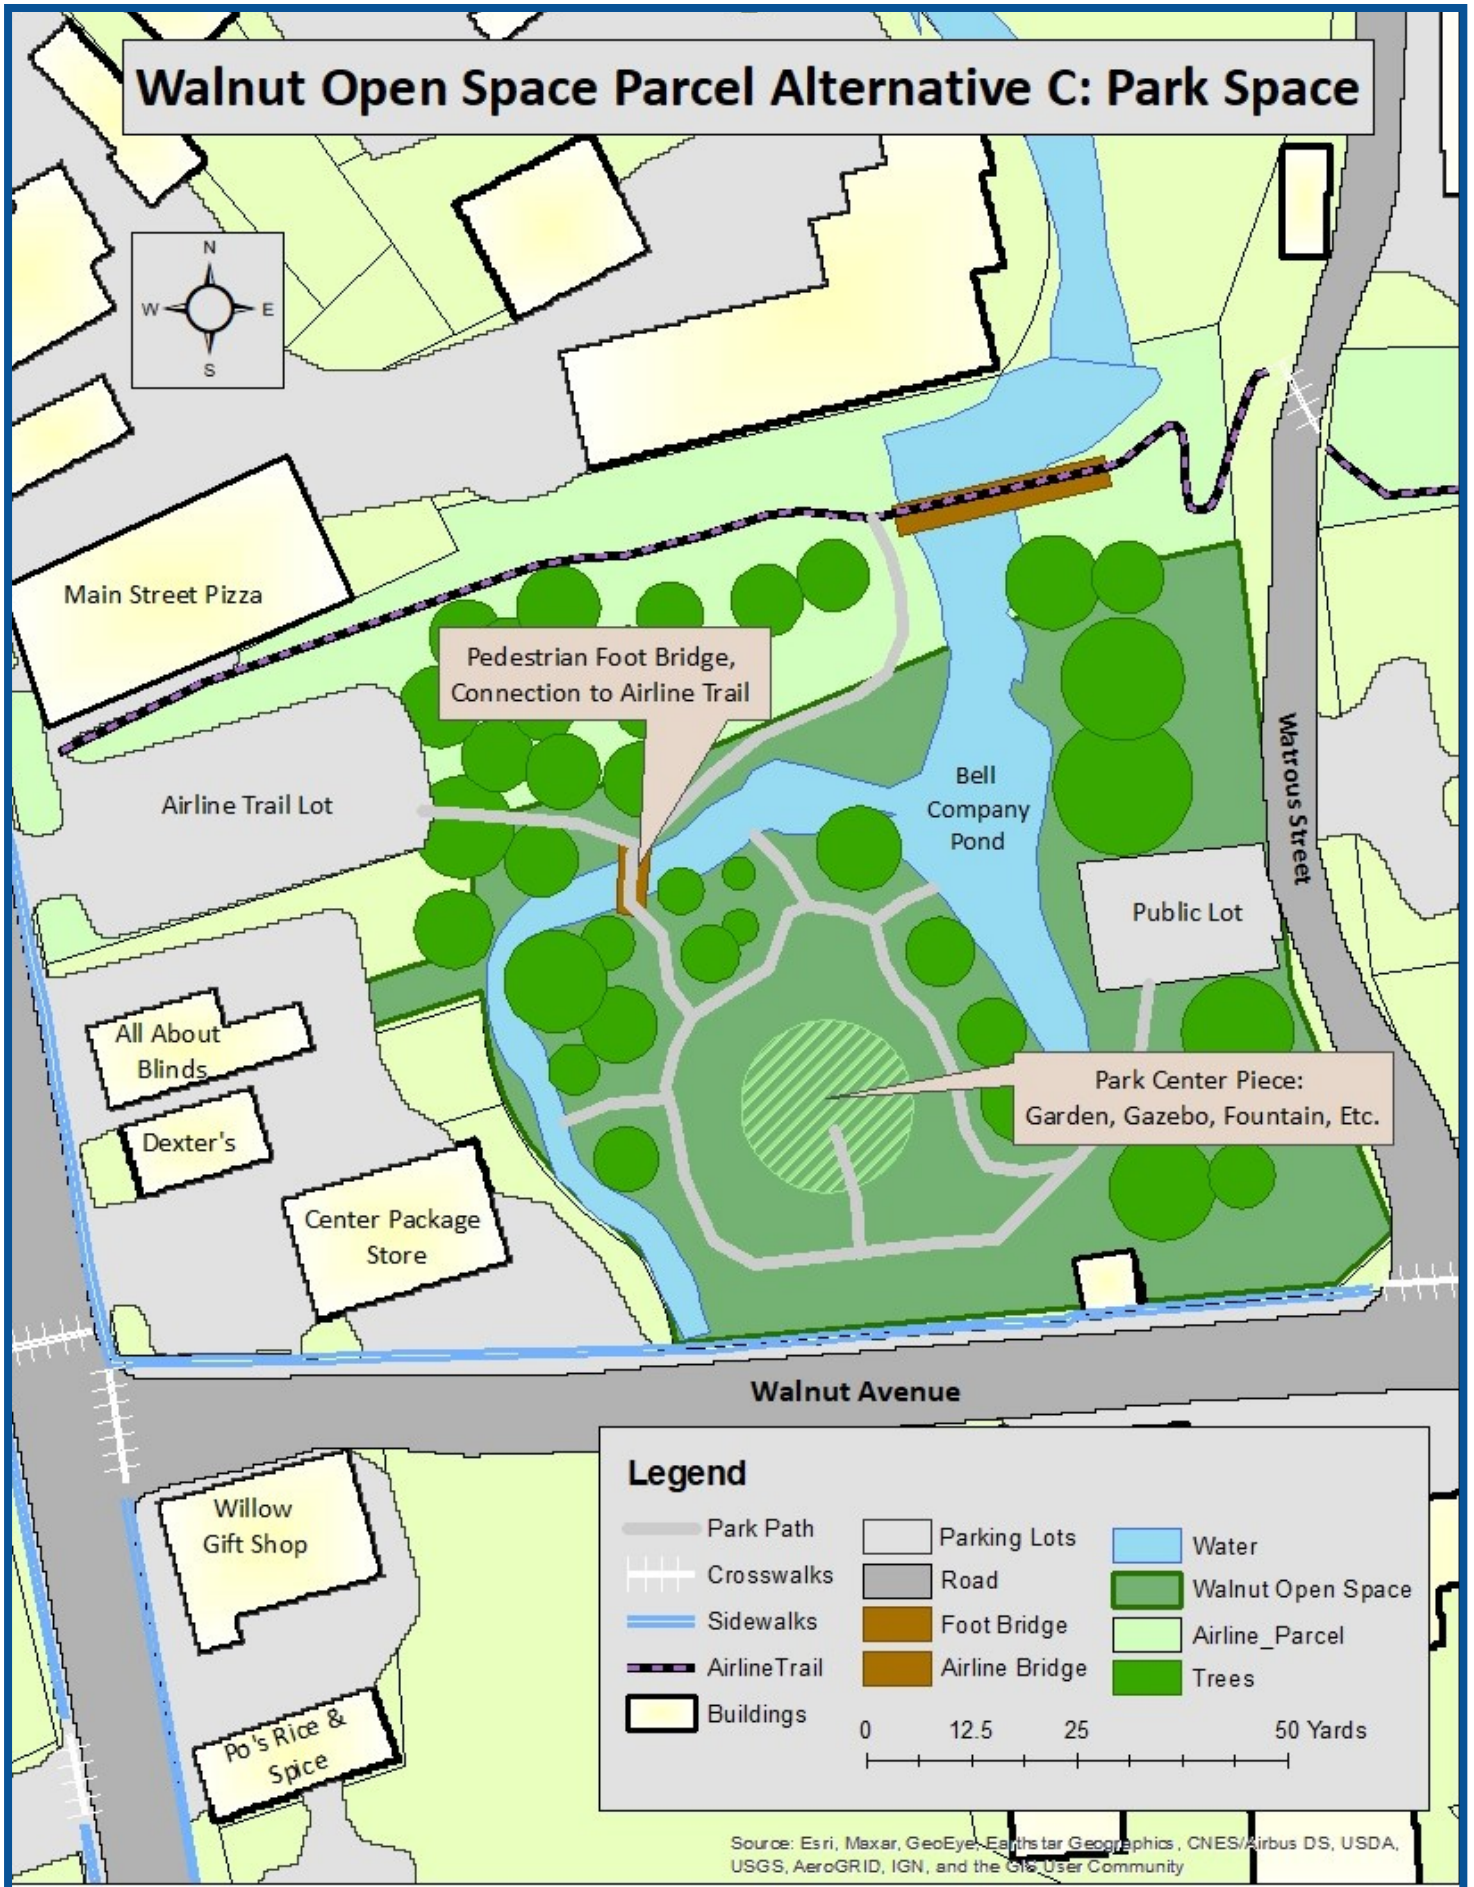 Walnut Open Space Parcel Alternative C: Park Space
N
W E
S
Main Street Pizza
Pedestrian Foot Bridge,
Connection to Airline Trail
Airline Trail Lot
Bell
Company
Pond
Watrous Street
Public Lot
All About
Blinds
Dexter's
Park Center Piece:
Garden, Gazebo, Fountain, Etc.
Center Package
Store
Walnut Avenue
Willow
Gift Shop
Po's Rice &
Spice
Legend
Park Path
Crosswalks
Sidewalks
AirlineTrail
Buildings
Parking Lots
Road
Foot Bridge
Airline Bridge
Water
Walnut Open Space
Airline_Parcel
Trees
0 12.5 25 50 Yards
Source: Esri, Maxar, GeoEye, Earthstar Geographics, CNES/Airbus DS, USDA,
USGS, AeroGRID, IGN, and the GIS User Community